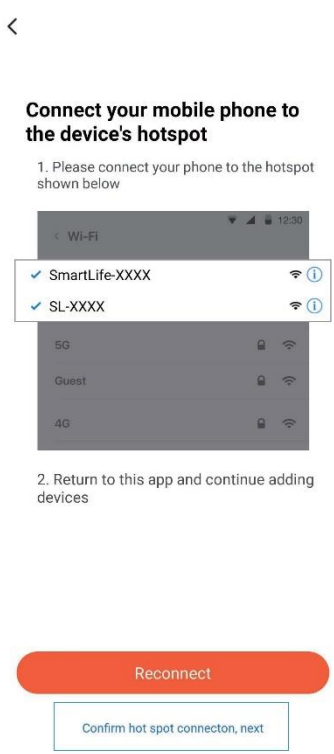 Connect your mobile phone to
the device's hotspot
1. Please connect your phone to the hotspot
shown below
12:30
Wi-Fi
SmartLife-XXXX
SL-XXXX
5G
Guest
4G
2. Return to this app and continue adding
devices
Reconnect
Confirm hot spot connecton, next